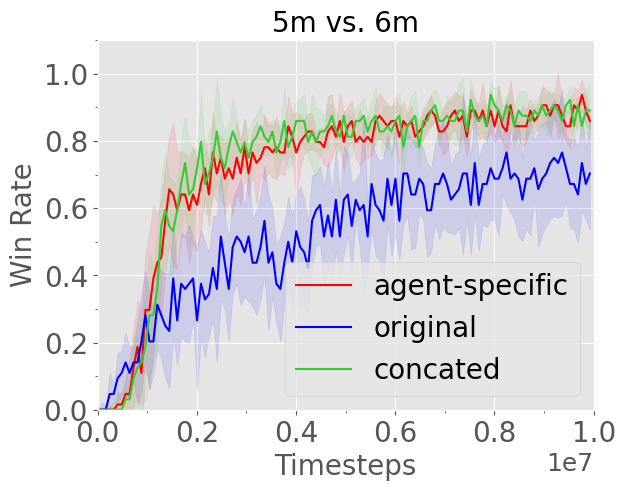 5m vs. 6m
1.0
0.8
0.6
0.4
0.2
0.0
Win Rate
agent-specific
original
concated
0.0 0.2 0.4 0.6 0.8 1.0
Timesteps
1e7